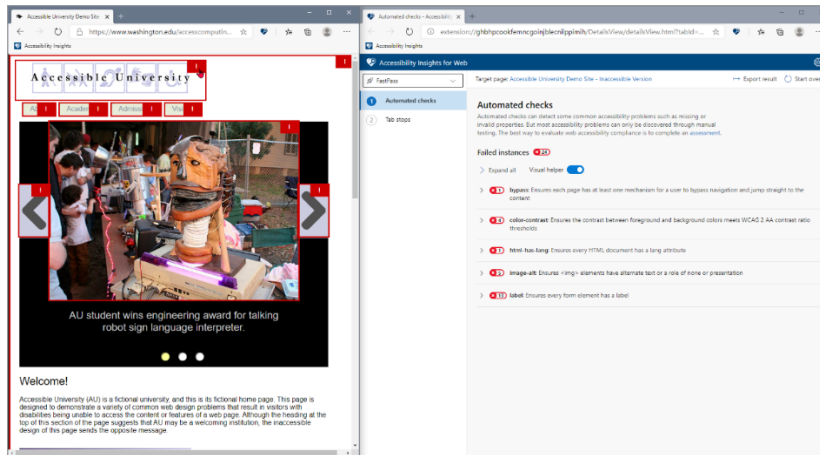 Accessible University Demo Site
https://www.washington.edu/accesscomputin...
Accessibility Insights
Accessible University
AU student wins engineering award for talking
robot sign language interpreter.
Welcome!
Accessible University (AU) is a fictional university, and this is its fictional home page. This page is
designed to demonstrate a variety of common web design problems that result in visitors with
disabilities being unable to access the content or features of a web page. Although the heading at the
top of this section of the page suggests that AU may be a welcoming institution, the inaccessible
design of this page sends the opposite message.
Automated checks - Accessibility
Accessibility Insights
Accessibility Insights for Web
FastPass
Target page: Accessible University Demo Site - Inaccessible Version
Export result
Start over
1 Automated checks
2 Tab stops
Automated checks
Automated checks can detect some common accessibility problems such as missing or
invalid properties. But most accessibility problems can only be discovered through manual
testing. The best way to evaluate web accessibility compliance is to complete an assessment.
Failed instances
Expand all
Visual helper
bypass: Ensures each page has at least one mechanism for a user to bypass navigation and jump straight to the
content
color-contrast: Ensures the contrast between foreground and background colors meets WCAG 2 AA contrast ratio
thresholds
html-has-lang: Ensures every HTML document has a lang attribute
image-alt: Ensures <img> elements have alternate text or a role of none or presentation
label: Ensures every form element has a label